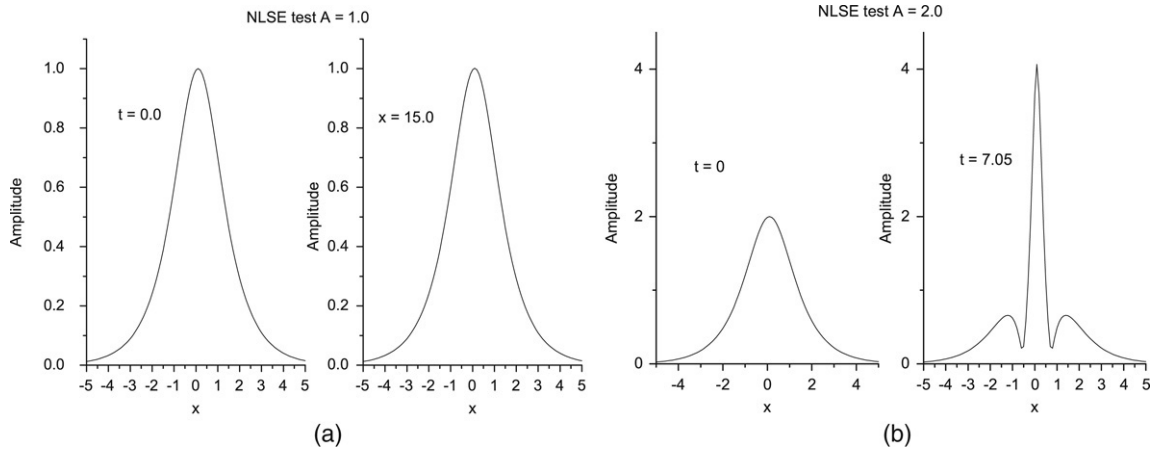 NLSE test A = 1.0
NLSE test A = 2.0
Amplitude
1.0
0.8
0.6
0.4
0.2
0.0
t = 0.0
-5 -4 -3 -2 -1 0 1 2 3 4 5
x
Amplitude
1.0
0.8
0.6
0.4
0.2
0.0
x = 15.0
-5 -4 -3 -2 -1 0 1 2 3 4 5
x
(a)
Amplitude
4
2
0
t = 0
-4 -2 0 2 4
x
Amplitude
4
2
0
t = 7.05
-5 -4 -3 -2 -1 0 1 2 3 4 5
x
(b)